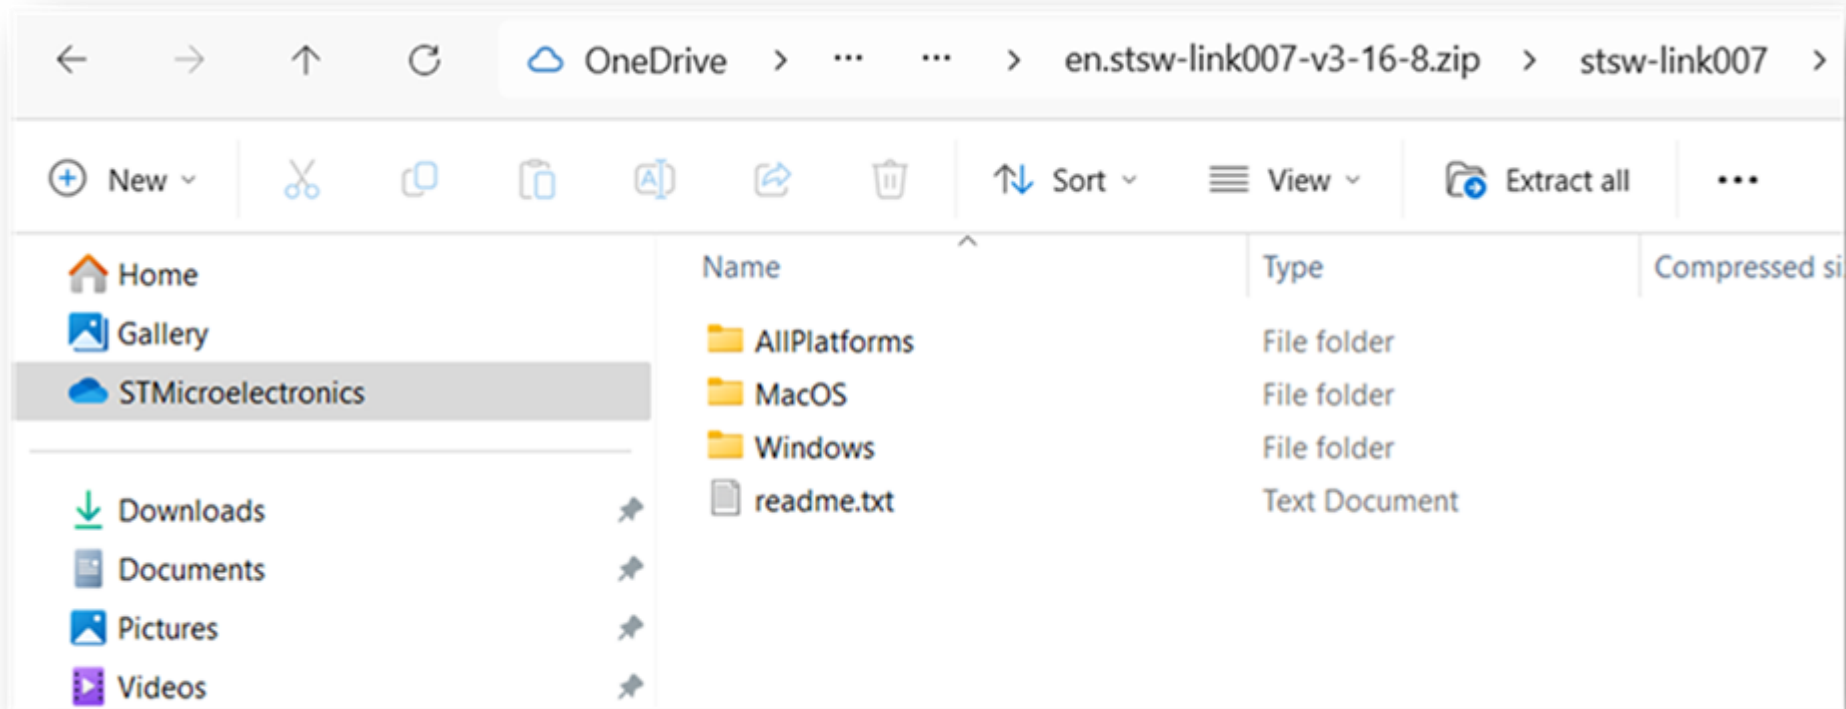 OneDrive > ... ... > en.stsw-link007-v3-16-8.zip > stsw-link007 >
New Sort View Extract all ...
Name Type Compressed si
Home
Gallery
STMicroelectronics
Downloads
Documents
Pictures
Videos
AllPlatforms File folder
MacOS File folder
Windows File folder
readme.txt Text Document